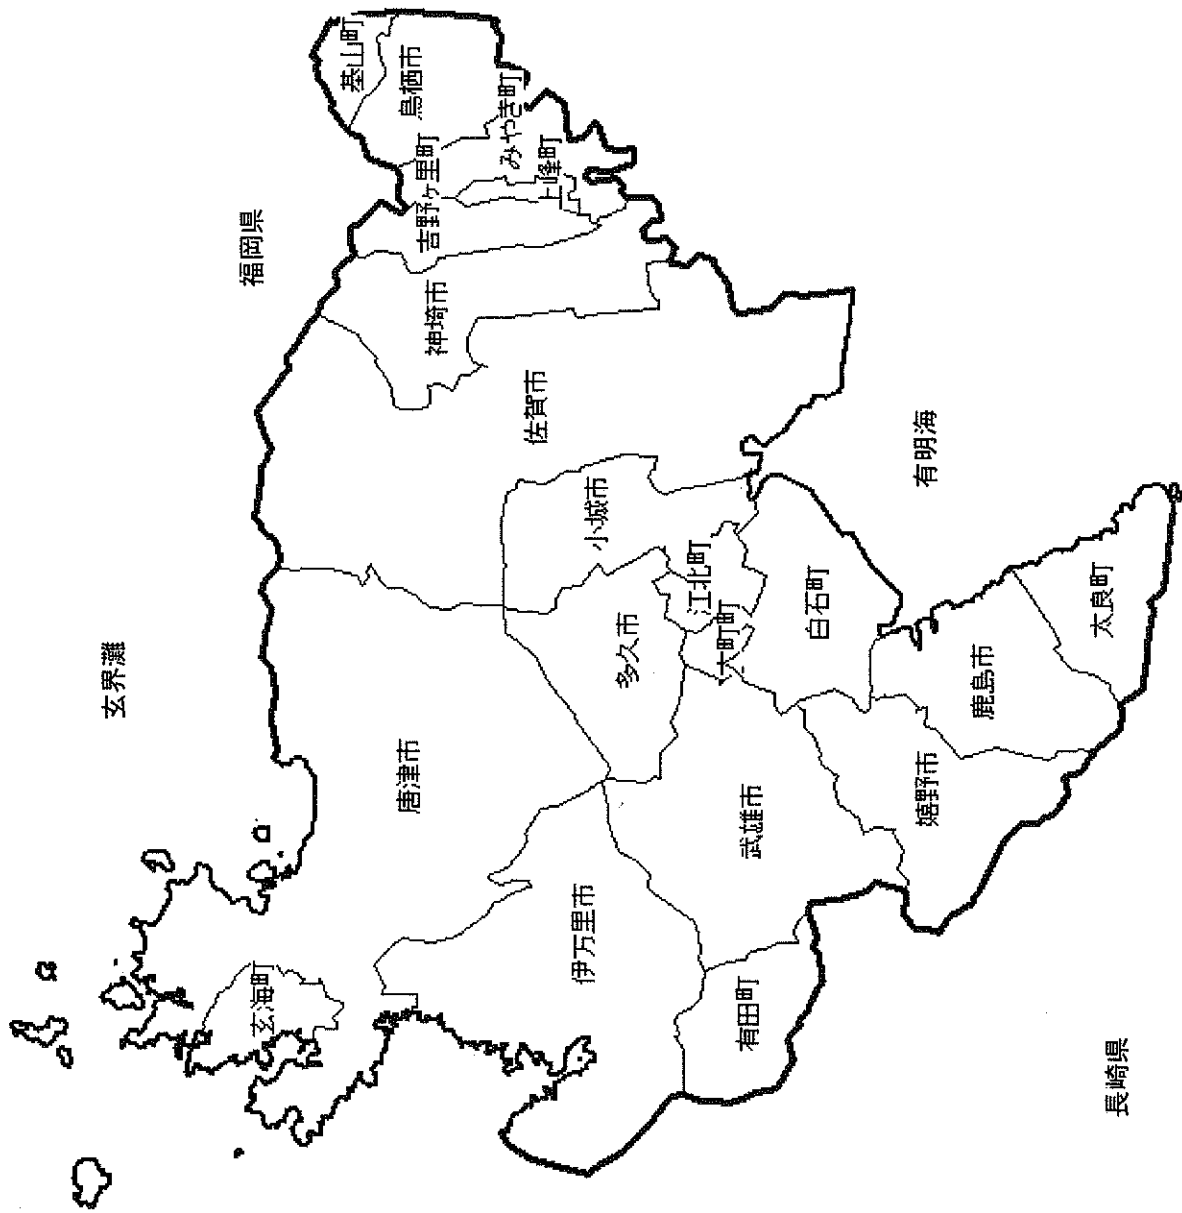 玄界灘
福岡県
基山町
鳥栖市
みやき町
吉野ヶ里町
上峰町
神埼市
佐賀市
唐津市
玄海町
小城市
多久市
江北町
大町町
白石町
伊万里市
武雄市
有田町
嬉野市
鹿島市
太良町
有明海
長崎県